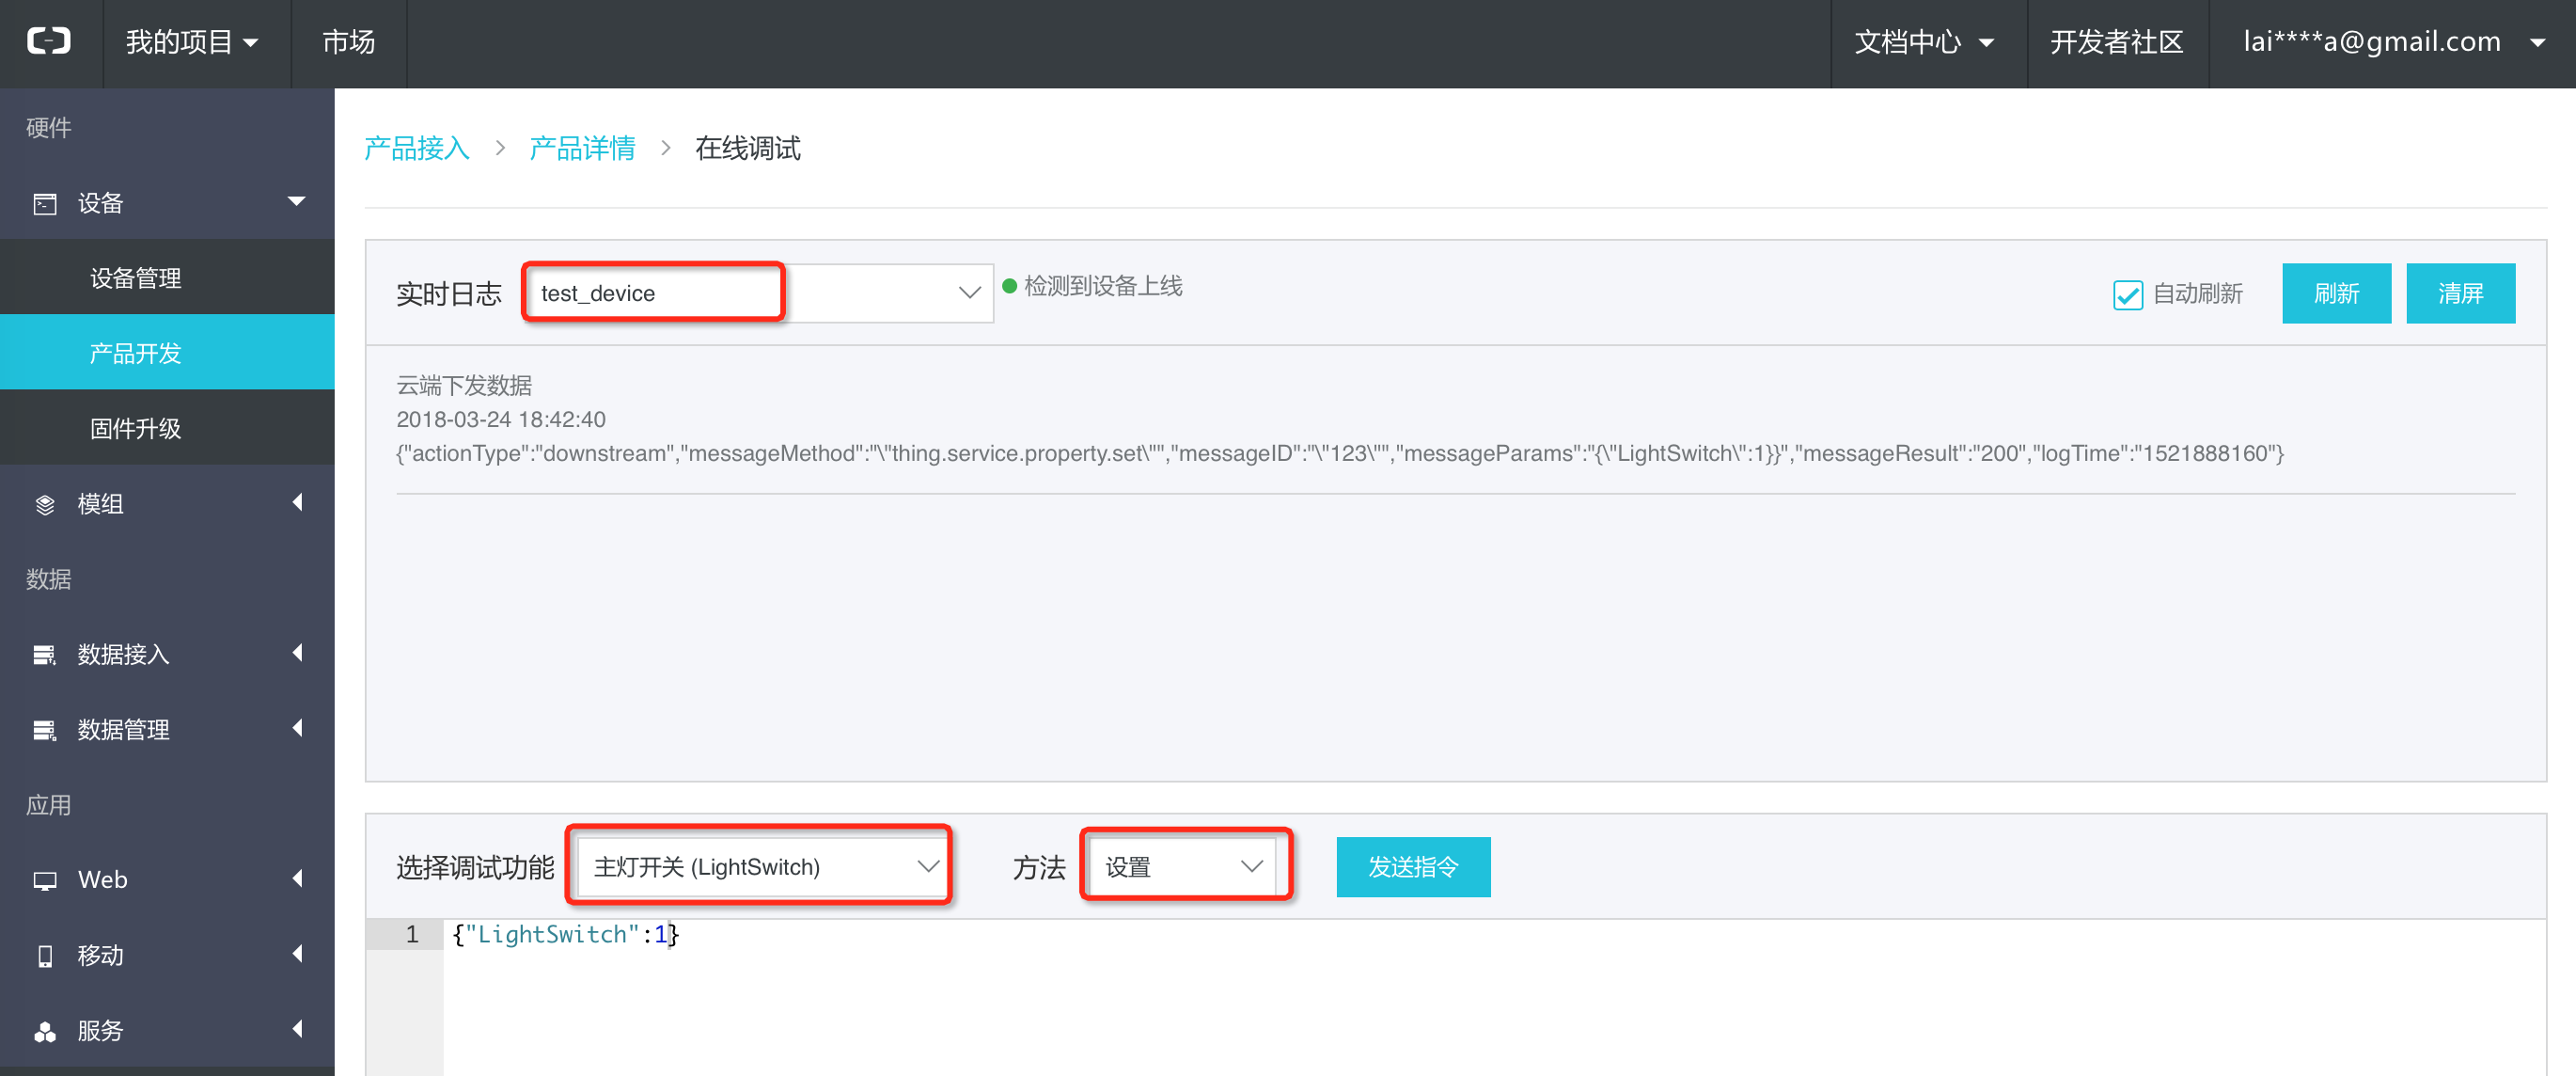 我的项目
市场
文档中心
开发者社区
lai****a@gmail.com
硬件
设备
设备管理
产品开发
固件升级
模组
数据
数据接入
数据管理
应用
Web
移动
服务
产品接入 > 产品详情 > 在线调试
实时日志 test_device 检测到设备上线 自动刷新 刷新 清屏
云端下发数据
2018-03-24 18:42:40
{"actionType":"downstream","messageMethod":"\"thing.service.property.set\"","messageID":"\"123\"","messageParams":"{\"LightSwitch\":1}}","messageResult":"200","logTime":"1521888160"}
选择调试功能 主灯开关 (LightSwitch) 方法 设置 发送指令
1 {"LightSwitch":1}